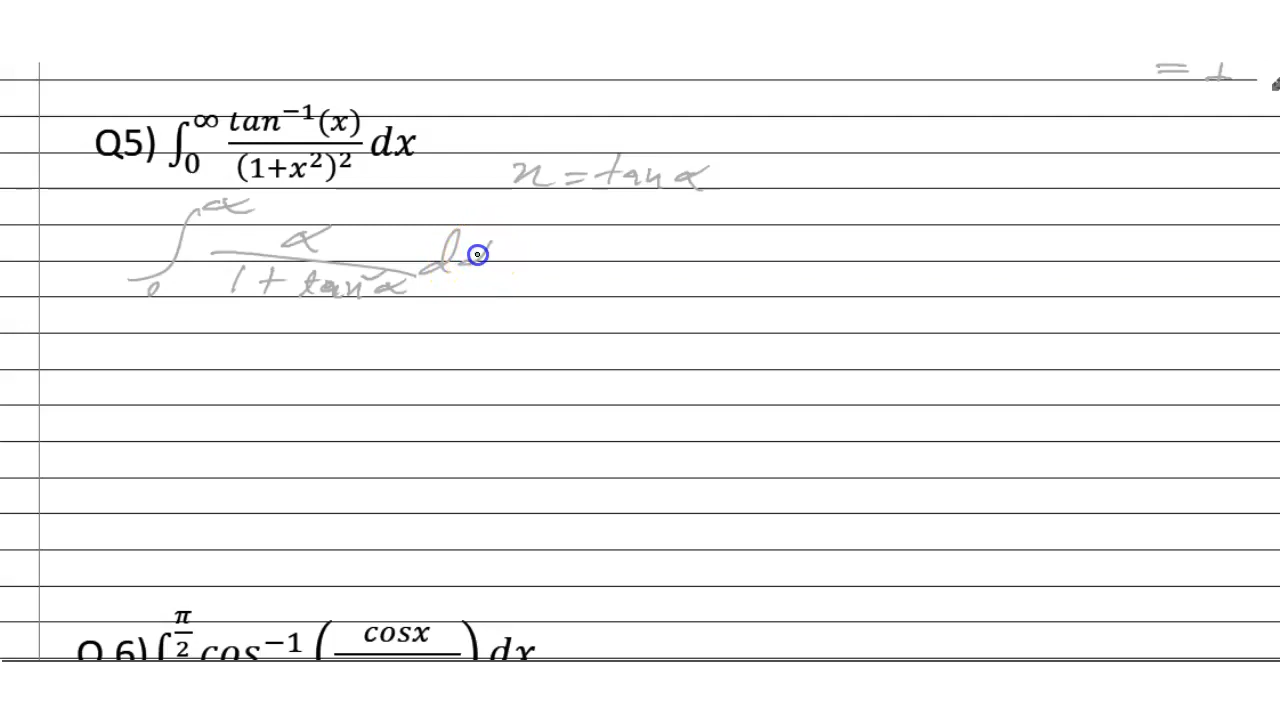 = 1
Q5) ∫₀^∞ tan⁻¹(x)/(1+x²)² dx
x = tan α
∫₀^∝ α/(1 + tan²α) dα
Q.6) ∫^(π/2) cos⁻¹( cosx dx